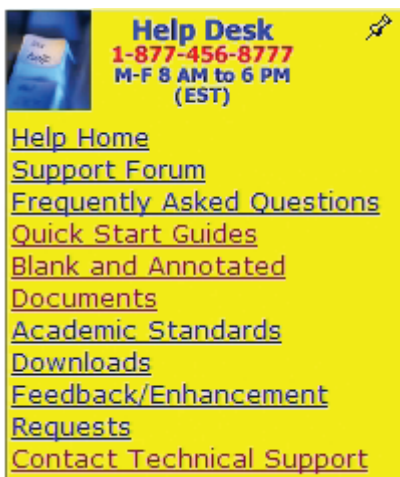 Help Desk
1-877-456-8777
M-F 8 AM to 6 PM
(EST)
Help Home
Support Forum
Frequently Asked Questions
Quick Start Guides
Blank and Annotated
Documents
Academic Standards
Downloads
Feedback/Enhancement
Requests
Contact Technical Support